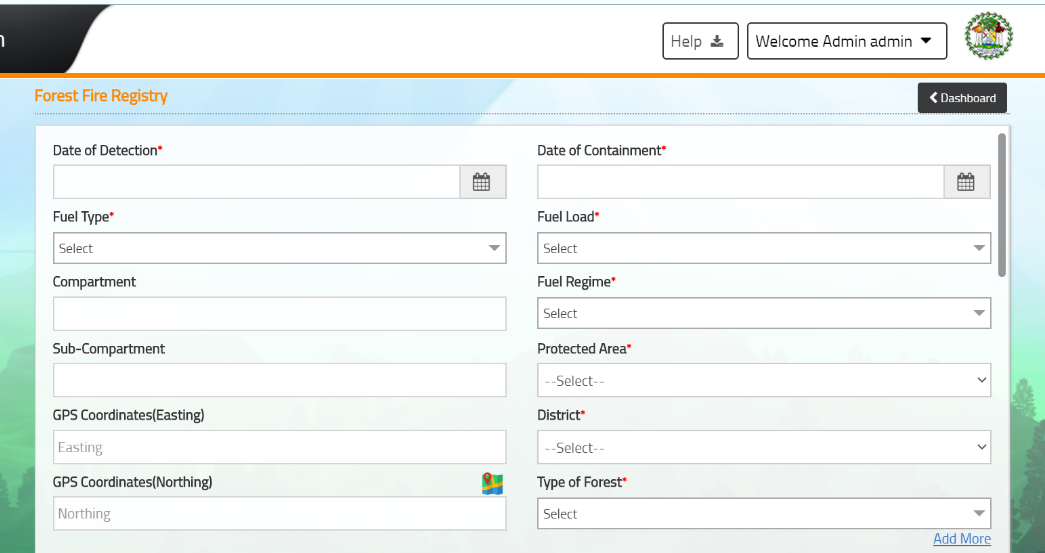 Help
Welcome Admin admin
Forest Fire Registry
Dashboard
Date of Detection*
Date of Containment*
Fuel Type*
Select
Fuel Load*
Select
Compartment
Fuel Regime*
Select
Sub-Compartment
Protected Area*
--Select--
GPS Coordinates(Easting)
Easting
District*
--Select--
GPS Coordinates(Northing)
Northing
Type of Forest*
Select
Add More